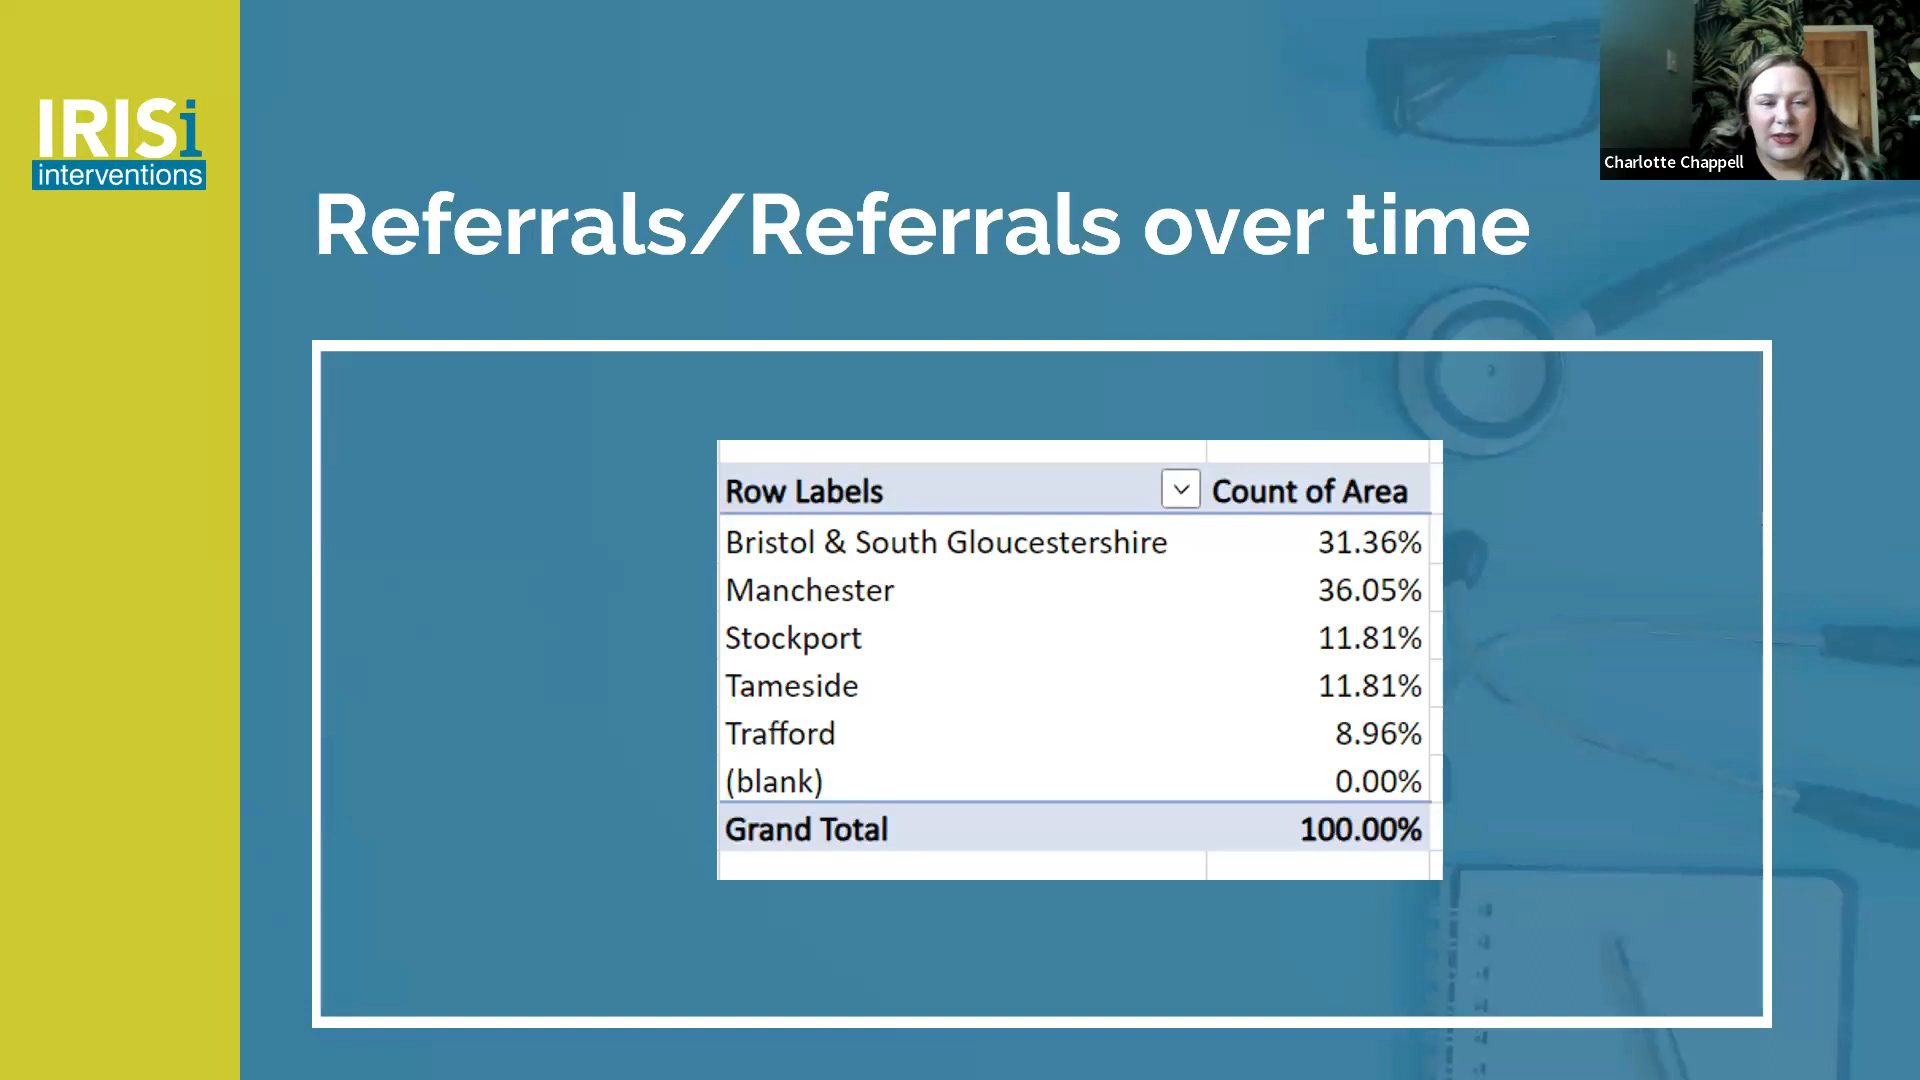 IRISi
interventions
Charlotte Chappell
Referrals/Referrals over time
Row Labels Count of Area
Bristol & South Gloucestershire 31.36%
Manchester 36.05%
Stockport 11.81%
Tameside 11.81%
Trafford 8.96%
(blank) 0.00%
Grand Total 100.00%